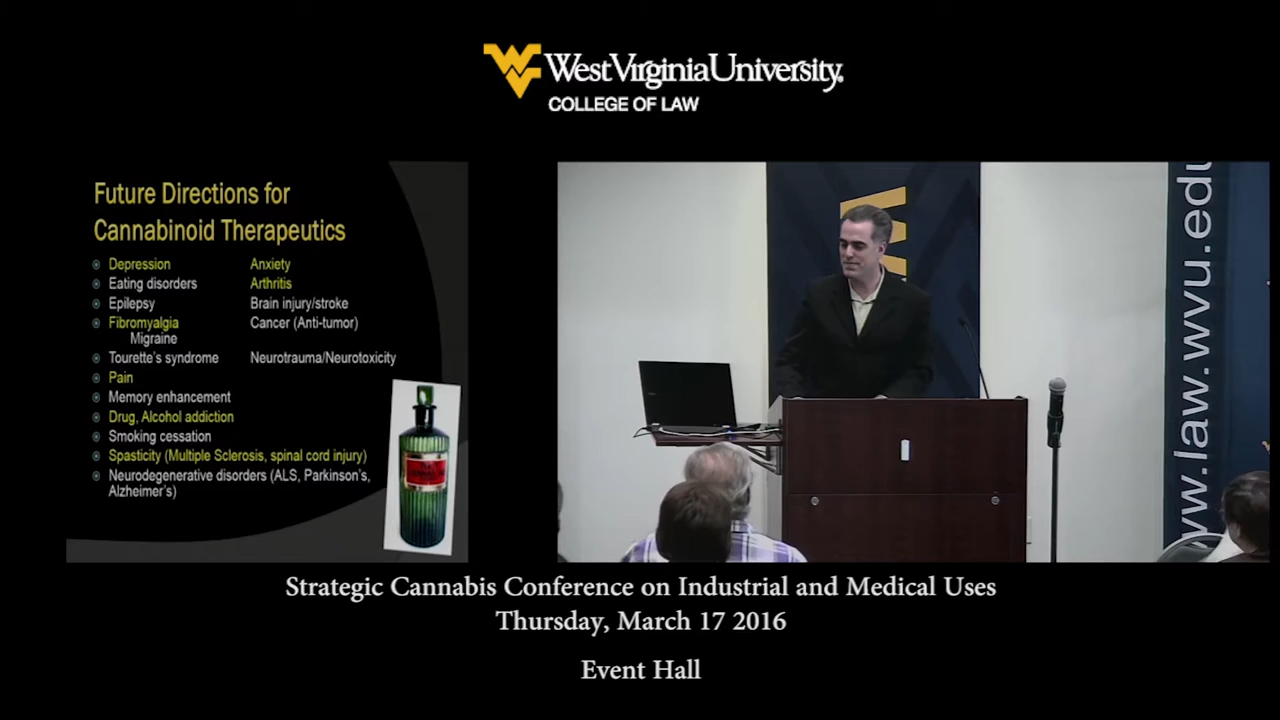 West Virginia University®
COLLEGE OF LAW
Future Directions for
Cannabinoid Therapeutics
Depression Anxiety
Eating disorders Arthritis
Epilepsy Brain injury/stroke
Fibromyalgia Cancer (Anti-tumor)
Migraine
Tourette's syndrome Neurotrauma/Neurotoxicity
Pain
Memory enhancement
Drug, Alcohol addiction
Smoking cessation
Spasticity (Multiple Sclerosis, spinal cord injury)
Neurodegenerative disorders (ALS, Parkinson's,
Alzheimer's)
www.law.wvu.edu
Strategic Cannabis Conference on Industrial and Medical Uses
Thursday, March 17 2016
Event Hall